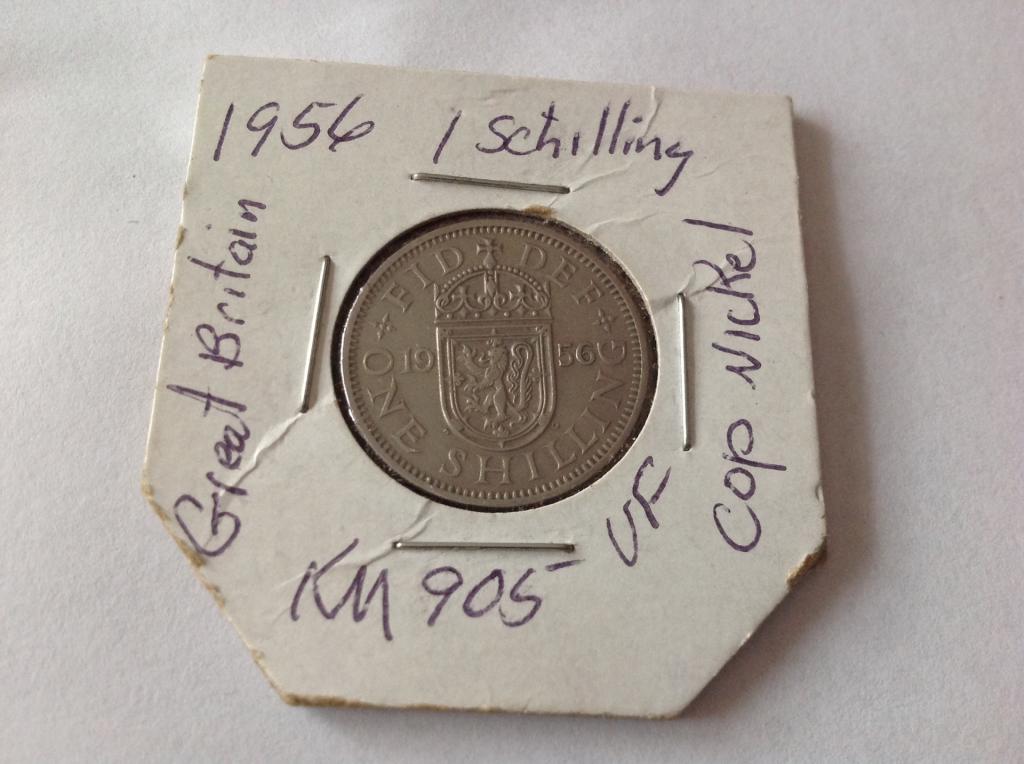 1956 1 Schilling
Great Britain
Cop Nickel
VF
KM 905
FID DEF
19 56
ONE SHILLING